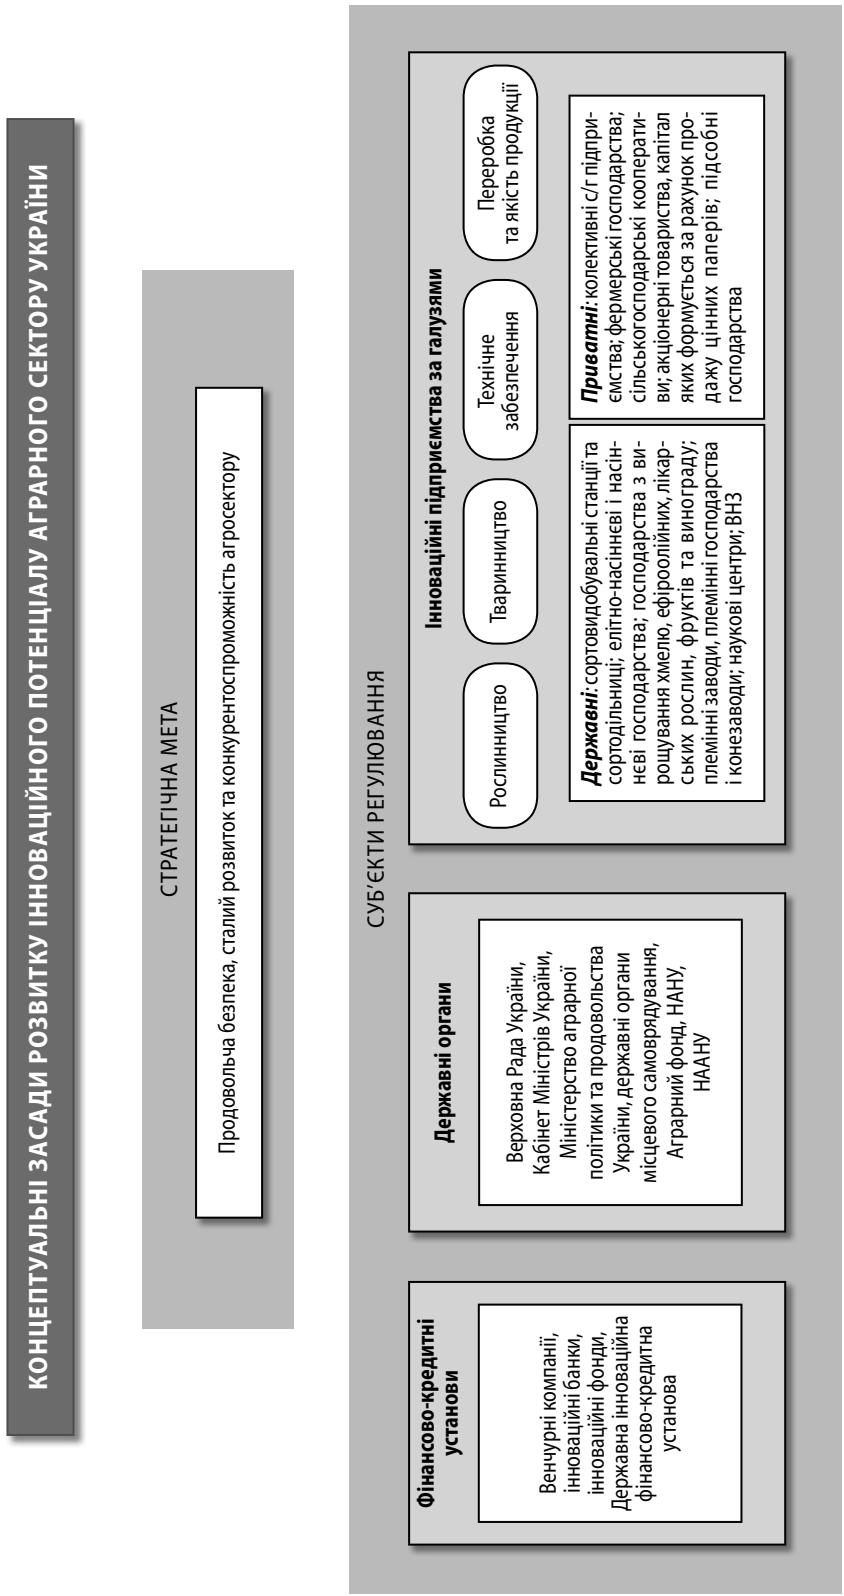 КОНЦЕПТУАЛЬНІ ЗАСАДИ РОЗВИТКУ ІННОВАЦІЙНОГО ПОТЕНЦІАЛУ АГРАРНОГО СЕКТОРУ УКРАЇНИ
СТРАТЕГІЧНА МЕТА
Продовольча безпека, сталий розвиток та конкурентоспроможність агросектору
СУБ’ЄКТИ РЕГУЛЮВАННЯ
Фінансово-кредитні
установи
Венчурні компанії,
інноваційні банки,
інноваційні фонди,
Державна інноваційна
фінансово-кредитна
установа
Державні органи
Верховна Рада України,
Кабінет Міністрів України,
Міністерство аграрної
політики та продовольства
України, державні органи
місцевого самоврядування,
Аграрний фонд, НАНУ,
НААНУ
Інноваційні підприємства за галузями
Рослинництво
Тваринництво
Технічне
забезпечення
Переробка
та якість продукції
Державні: сортовидобувальні станції та
сортодільниці; елітно-насіннєві і насін-
нєві господарства; господарства з ви-
рощування хмелю, ефіроолійних, лікар-
ських рослин, фруктів та винограду;
племінні заводи, племінні господарства
і конезаводи; наукові центри; ВНЗ
Приватні: колективні с/г підпри-
ємства; фермерські господарства;
сільськогосподарські кооперати-
ви; акціонерні товариства, капітал
яких формується за рахунок про-
дажу цінних паперів; підсобні
господарства